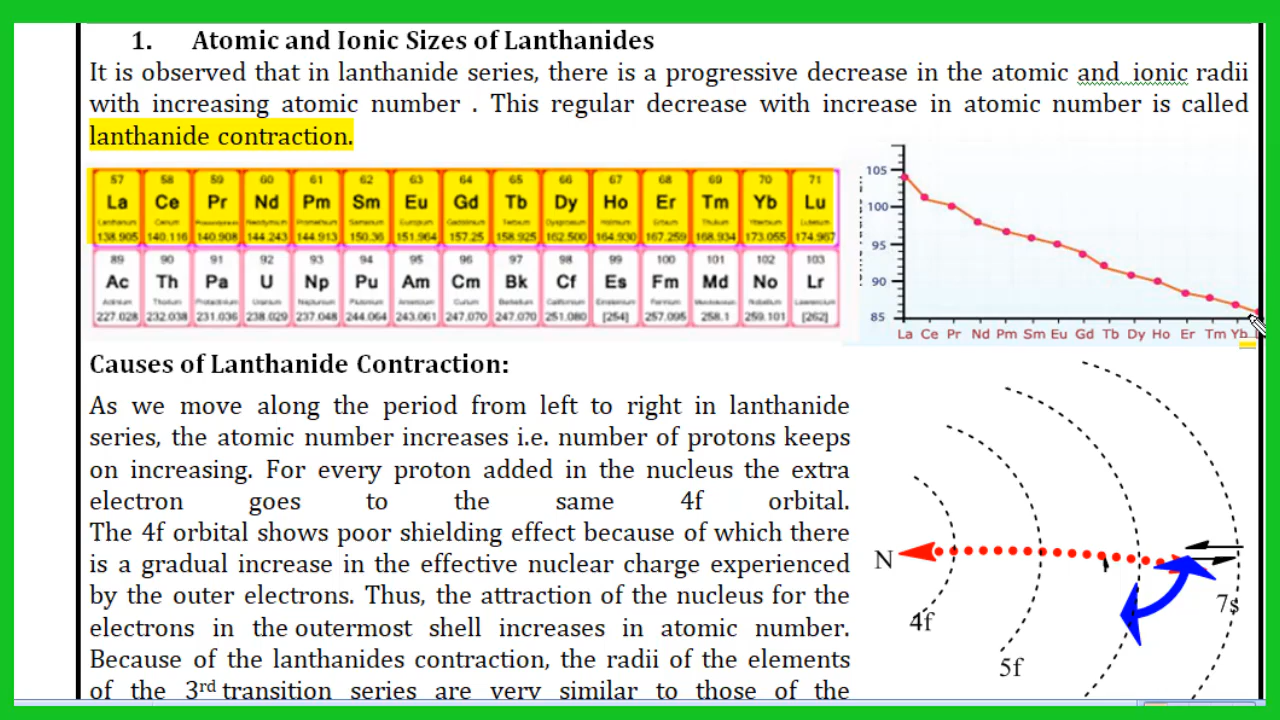 1. Atomic and Ionic Sizes of Lanthanides
It is observed that in lanthanide series, there is a progressive decrease in the atomic and ionic radii
with increasing atomic number . This regular decrease with increase in atomic number is called
lanthanide contraction.
57 58 59 60 61 62 63 64 65 66 67 68 69 70 71
La Ce Pr Nd Pm Sm Eu Gd Tb Dy Ho Er Tm Yb Lu
138.905 140.116 140.908 144.243 144.913 150.36 151.964 157.25 158.925 162.500 164.930 167.259 168.934 173.055 174.967
89 90 91 92 93 94 95 96 97 98 99 100 101 102 103
Ac Th Pa U Np Pu Am Cm Bk Cf Es Fm Md No Lr
227.028 232.038 231.036 238.029 237.048 244.064 243.061 247.070 247.070 251.080 [254] 257.095 258.1 259.101 [262]
105
100
95
90
85
La Ce Pr Nd Pm Sm Eu Gd Tb Dy Ho Er Tm Yb
Causes of Lanthanide Contraction:
As we move along the period from left to right in lanthanide
series, the atomic number increases i.e. number of protons keeps
on increasing. For every proton added in the nucleus the extra
electron goes to the same 4f orbital.
The 4f orbital shows poor shielding effect because of which there
is a gradual increase in the effective nuclear charge experienced
by the outer electrons. Thus, the attraction of the nucleus for the
electrons in the outermost shell increases in atomic number.
Because of the lanthanides contraction, the radii of the elements
of the 3rd transition series are very similar to those of the
N
4f
5f
7s